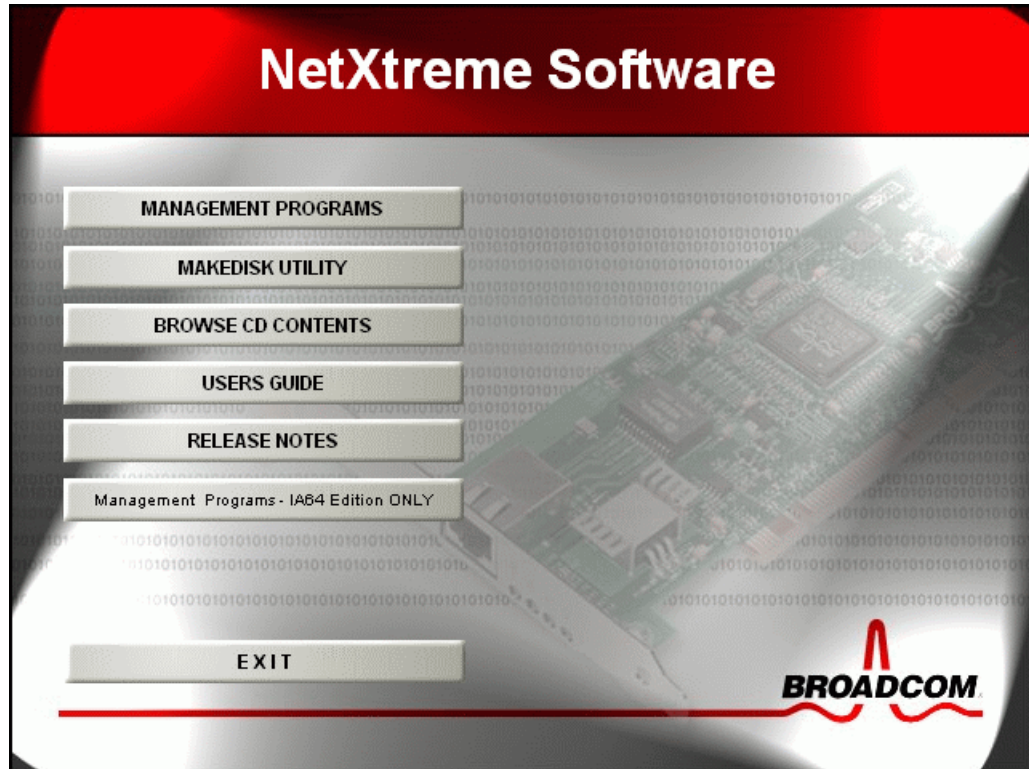 NetXtreme Software
MANAGEMENT PROGRAMS
MAKEDISK UTILITY
BROWSE CD CONTENTS
USERS GUIDE
RELEASE NOTES
Management Programs - IA64 Edition ONLY
EXIT
BROADCOM